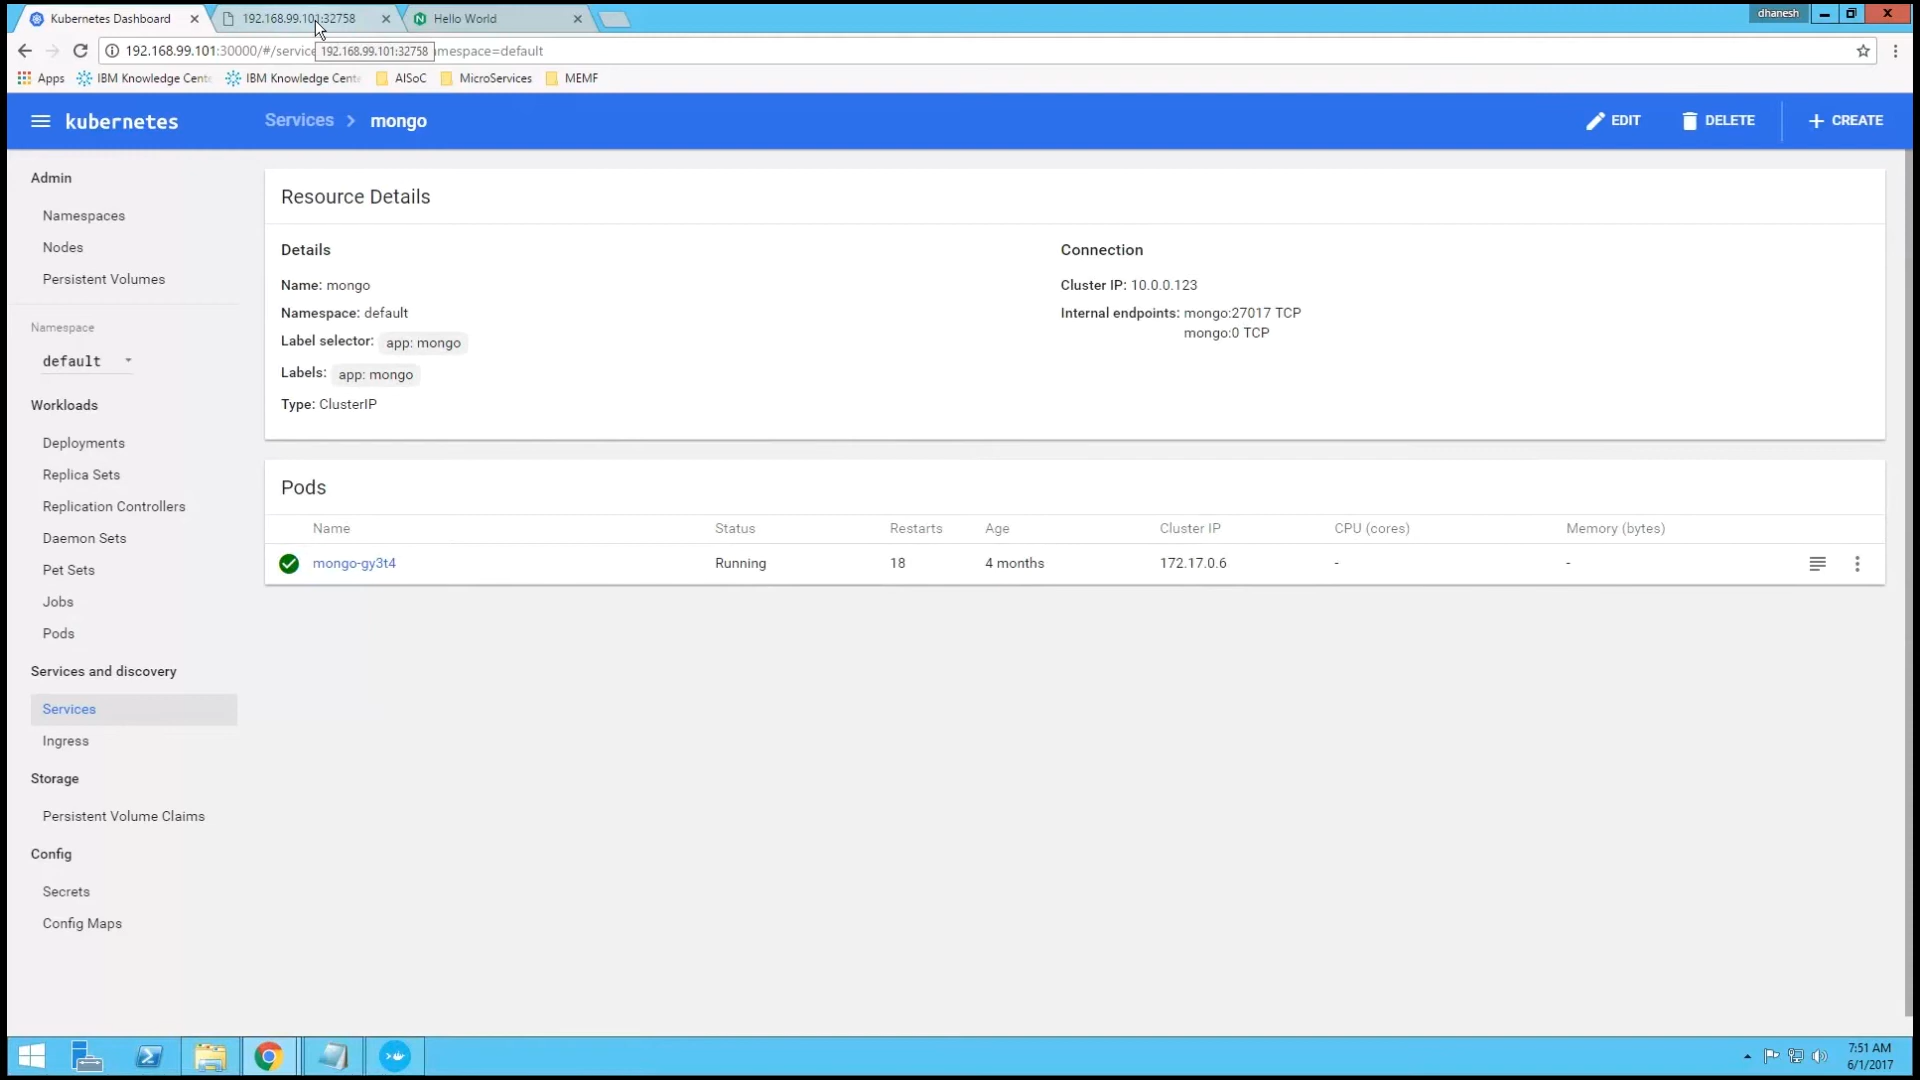 Kubernetes Dashboard
192.168.99.101:32758
Hello World
dhanesh
192.168.99.101:30000/#/service
192.168.99.101:32758
mespace=default
Apps
IBM Knowledge Cente
IBM Knowledge Cente
AISoC
MicroServices
MEMF
kubernetes
Services > mongo
EDIT
DELETE
+ CREATE
Admin
Namespaces
Nodes
Persistent Volumes
Namespace
default
Workloads
Deployments
Replica Sets
Replication Controllers
Daemon Sets
Pet Sets
Jobs
Pods
Services and discovery
Services
Ingress
Storage
Persistent Volume Claims
Config
Secrets
Config Maps
Resource Details
Details
Name: mongo
Namespace: default
Label selector: app: mongo
Labels: app: mongo
Type: ClusterIP
Connection
Cluster IP: 10.0.0.123
Internal endpoints: mongo:27017 TCP
mongo:0 TCP
Pods
Name Status Restarts Age Cluster IP CPU (cores) Memory (bytes)
mongo-gy3t4 Running 18 4 months 172.17.0.6 - -
7:51 AM
6/1/2017